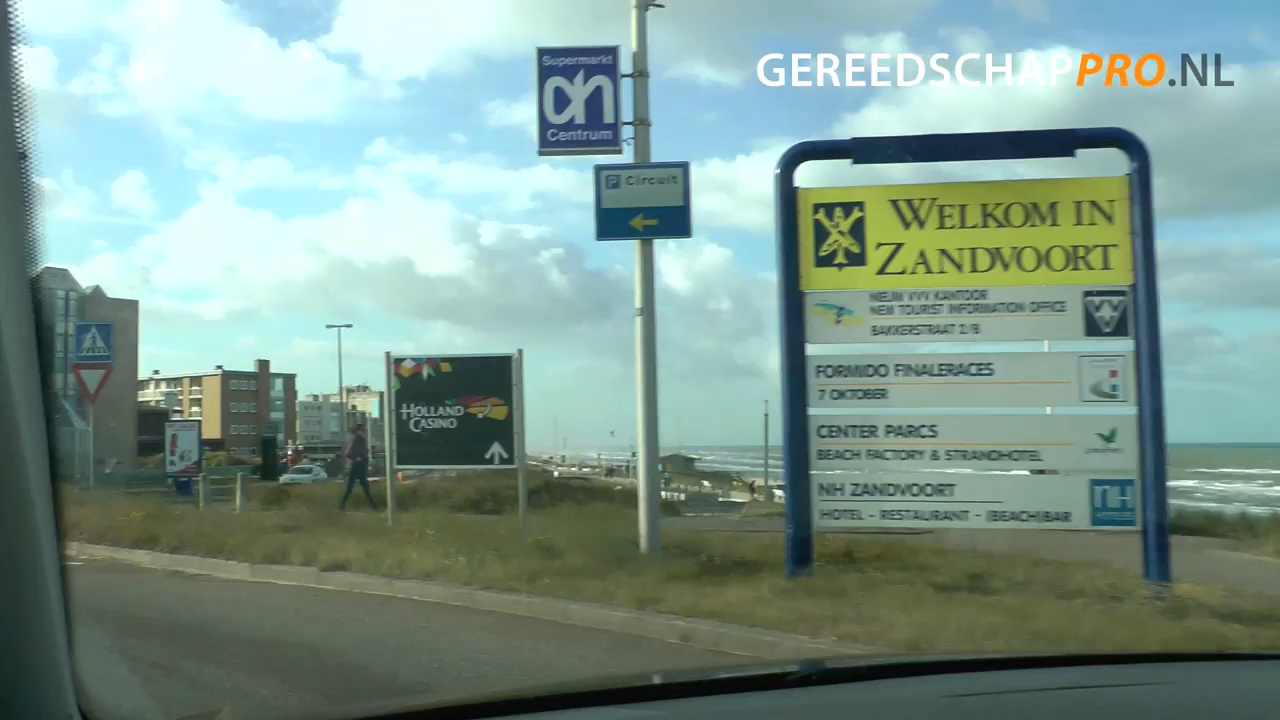 GEREEDSCHAPPRO.NL
Supermarkt
ah
Centrum
P Circuit
WELKOM IN
ZANDVOORT
NIEUW VVV KANTOOR
NEW TOURIST INFORMATION OFFICE
BAKKERSTRAAT 2/B
VVV
FORMIDO FINALERACES
7 OKTOBER
CENTER PARCS
BEACH FACTORY & STRANDHOTEL
NH ZANDVOORT
HOTEL - RESTAURANT - (BEACH)BAR
NH
HOLLAND
CASINO